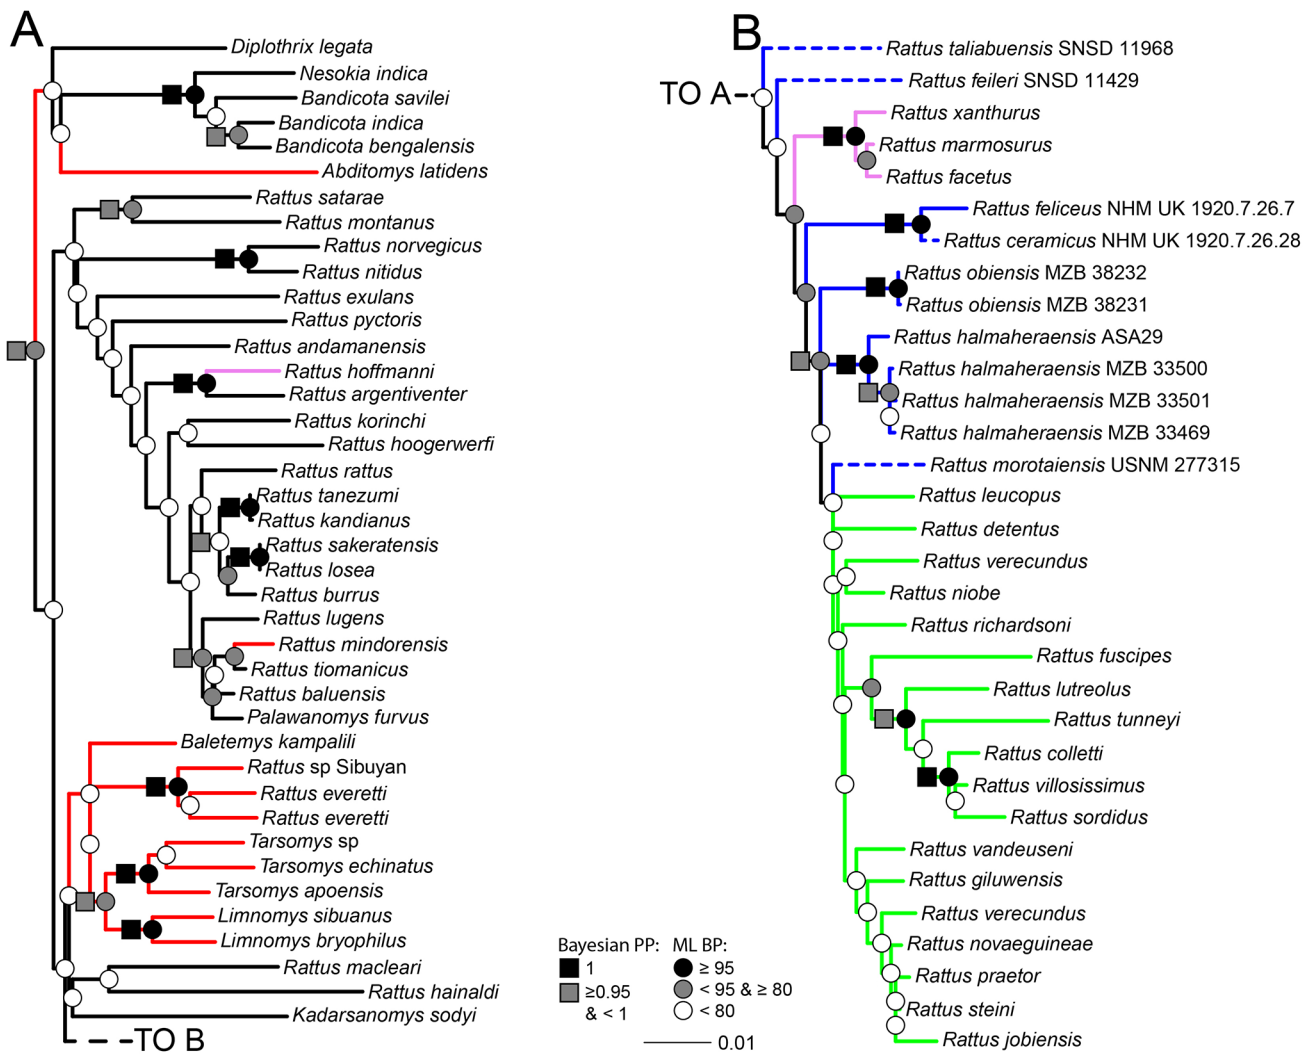 A
Diplothrix legata
Nesokia indica
Bandicota savilei
Bandicota indica
Bandicota bengalensis
Abditomys latidens
Rattus satarae
Rattus montanus
Rattus norvegicus
Rattus nitidus
Rattus exulans
Rattus pyctoris
Rattus andamanensis
Rattus hoffmanni
Rattus argentiventer
Rattus korinchi
Rattus hoogerwerfi
Rattus rattus
Rattus tanezumi
Rattus kandianus
Rattus sakeratensis
Rattus losea
Rattus burrus
Rattus lugens
Rattus mindorensis
Rattus tiomanicus
Rattus baluensis
Palawanomys furvus
Baletemys kampalili
Rattus sp Sibuyan
Rattus everetti
Rattus everetti
Tarsomys sp
Tarsomys echinatus
Tarsomys apoensis
Limnomys sibuanus
Limnomys bryophilus
Rattus macleari
Rattus hainaldi
Kadarsanomys sodyi
TO B
B
TO A
Rattus taliabuensis SNSD 11968
Rattus feileri SNSD 11429
Rattus xanthurus
Rattus marmosurus
Rattus facetus
Rattus feliceus NHM UK 1920.7.26.7
Rattus ceramicus NHM UK 1920.7.26.28
Rattus obiensis MZB 38232
Rattus obiensis MZB 38231
Rattus halmaheraensis ASA29
Rattus halmaheraensis MZB 33500
Rattus halmaheraensis MZB 33501
Rattus halmaheraensis MZB 33469
Rattus morotaiensis USNM 277315
Rattus leucopus
Rattus detentus
Rattus verecundus
Rattus niobe
Rattus richardsoni
Rattus fuscipes
Rattus lutreolus
Rattus tunneyi
Rattus colletti
Rattus villosissimus
Rattus sordidus
Rattus vandeuseni
Rattus giluwensis
Rattus verecundus
Rattus novaeguineae
Rattus praetor
Rattus steini
Rattus jobiensis
Bayesian PP:
1
≥0.95
& < 1
ML BP:
≥ 95
< 95 & ≥ 80
< 80
0.01